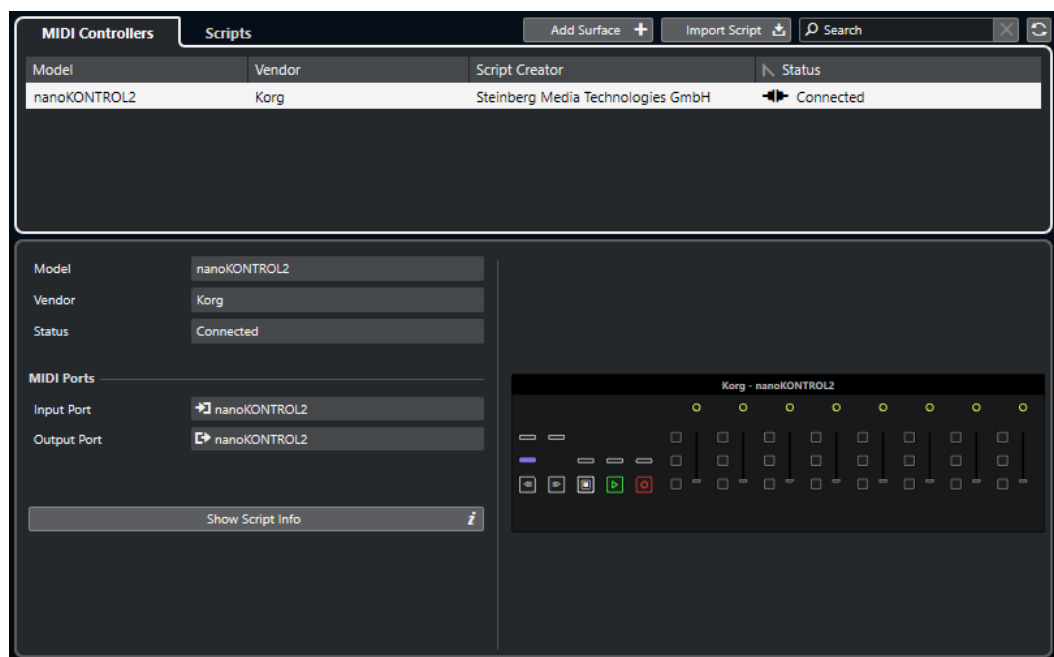 MIDI Controllers Scripts Add Surface Import Script Search
Model Vendor Script Creator Status
nanoKONTROL2 Korg Steinberg Media Technologies GmbH Connected
Model nanoKONTROL2
Vendor Korg
Status Connected
MIDI Ports
Input Port nanoKONTROL2
Output Port nanoKONTROL2
Show Script Info i
Korg - nanoKONTROL2